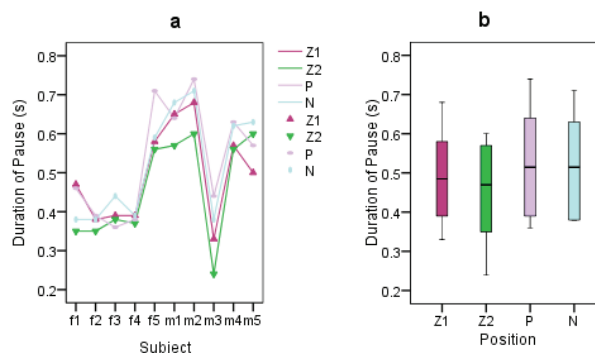 a
Duration of Pause (s)
0.8
0.7
0.6
0.5
0.4
0.3
0.2
f1 f2 f3 f4 f5 m1 m2 m3 m4 m5
Subject
Z1
Z2
P
N
Z1
Z2
P
N
b
Duration of Pause (s)
0.8
0.7
0.6
0.5
0.4
0.3
0.2
Z1 Z2 P N
Position